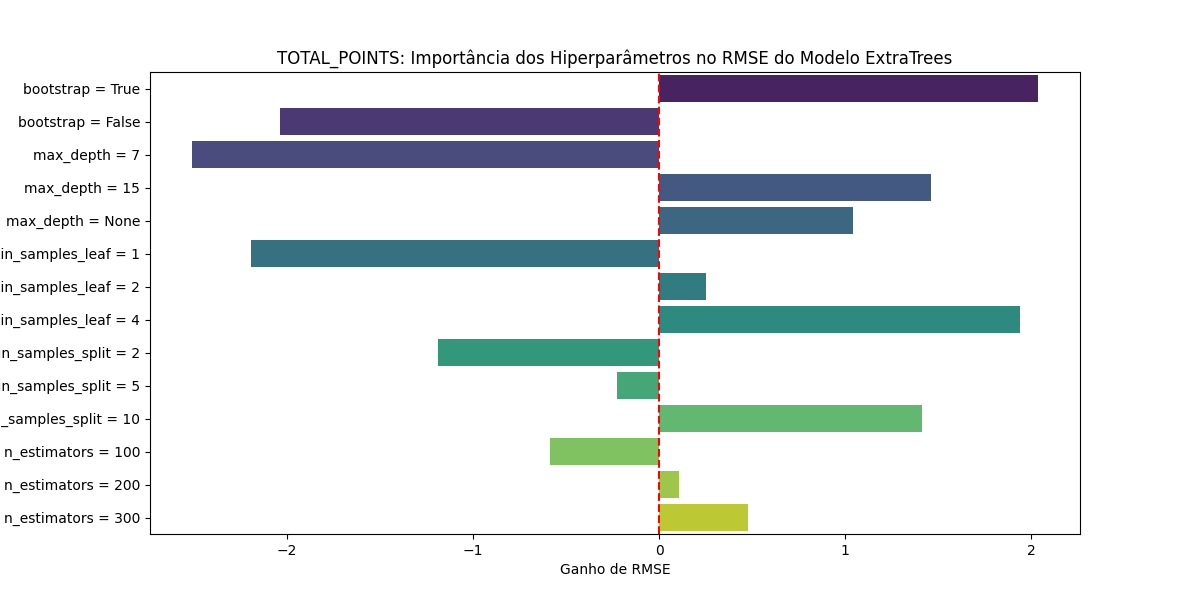 TOTAL_POINTS: Importância dos Hiperparâmetros no RMSE do Modelo ExtraTrees
bootstrap = True
bootstrap = False
max_depth = 7
max_depth = 15
max_depth = None
in_samples_leaf = 1
in_samples_leaf = 2
in_samples_leaf = 4
n_samples_split = 2
n_samples_split = 5
_samples_split = 10
n_estimators = 100
n_estimators = 200
n_estimators = 300
−2 −1 0 1 2
Ganho de RMSE